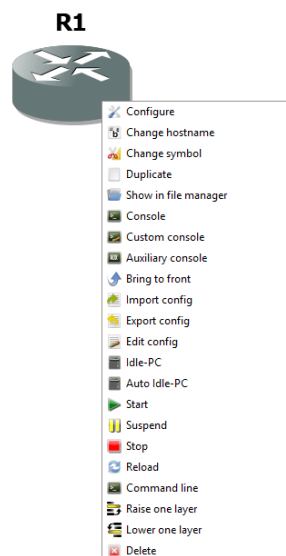 R1
Configure
Change hostname
Change symbol
Duplicate
Show in file manager
Console
Custom console
Auxiliary console
Bring to front
Import config
Export config
Edit config
Idle-PC
Auto Idle-PC
Start
Suspend
Stop
Reload
Command line
Raise one layer
Lower one layer
Delete